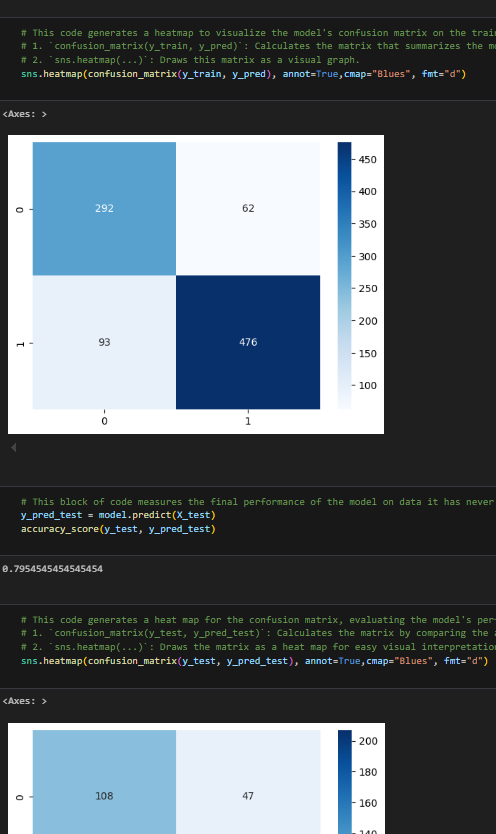 # This code generates a heatmap to visualize the model's confusion matrix on the train
# 1. `confusion_matrix(y_train, y_pred)`: Calculates the matrix that summarizes the mo
# 2. `sns.heatmap(...)`: Draws this matrix as a visual graph.
sns.heatmap(confusion_matrix(y_train, y_pred), annot=True,cmap="Blues", fmt="d")
<Axes: >
292 62
93 476
0
1
0 1
450
400
350
300
250
200
150
100
# This block of code measures the final performance of the model on data it has never
y_pred_test = model.predict(X_test)
accuracy_score(y_test, y_pred_test)
0.7954545454545454
# This code generates a heat map for the confusion matrix, evaluating the model's per
# 1. `confusion_matrix(y_test, y_pred_test)`: Calculates the matrix by comparing the
# 2. `sns.heatmap(...)`: Draws the matrix as a heat map for easy visual interpretation
sns.heatmap(confusion_matrix(y_test, y_pred_test), annot=True,cmap="Blues", fmt="d")
<Axes: >
108 47
0
200
180
160
140